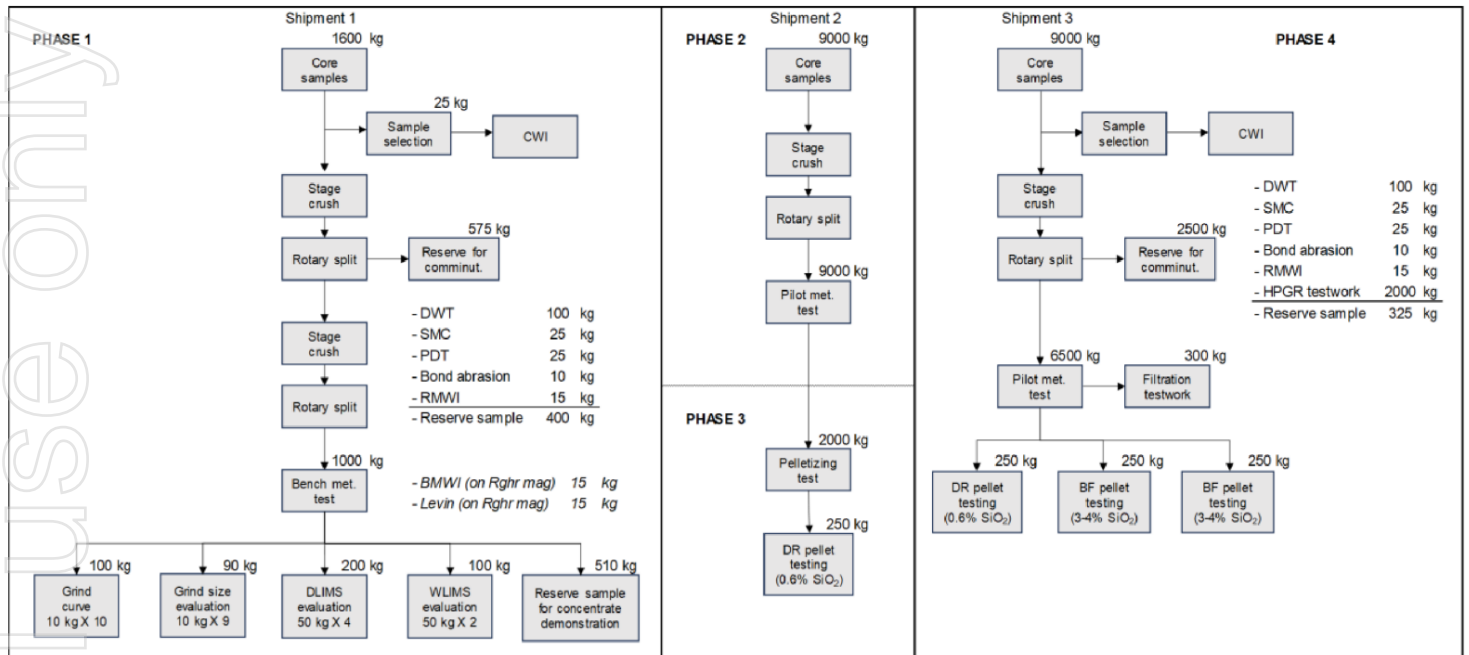 use only
Shipment 1
PHASE 1
1600 kg
Core
samples
25 kg
Sample
selection
CWI
Stage
crush
575 kg
Rotary split
Reserve for
comminut.
- DWT 100 kg
- SMC 25 kg
- PDT 25 kg
- Bond abrasion 10 kg
- RMWI 15 kg
- Reserve sample 400 kg
Stage
crush
Rotary split
1000 kg
Bench met.
test
- BMWI (on Rghr mag) 15 kg
- Levin (on Rghr mag) 15 kg
100 kg
Grind
curve
10 kg X 10
90 kg
Grind size
evaluation
10 kg X 9
200 kg
DLIMS
evaluation
50 kg X 4
100 kg
WLIMS
evaluation
50 kg X 2
510 kg
Reserve sample
for concentrate
demonstration
Shipment 2
PHASE 2
9000 kg
Core
samples
Stage
crush
Rotary split
9000 kg
Pilot met.
test
PHASE 3
2000 kg
Pelletizing
test
250 kg
DR pellet
testing
(0.6% SiO₂)
Shipment 3
9000 kg
PHASE 4
Core
samples
Sample
selection
CWI
Stage
crush
2500 kg
Rotary split
Reserve for
comminut.
- DWT 100 kg
- SMC 25 kg
- PDT 25 kg
- Bond abrasion 10 kg
- RMWI 15 kg
- HPGR testwork 2000 kg
- Reserve sample 325 kg
6500 kg
Pilot met.
test
300 kg
Filtration
testwork
250 kg
DR pellet
testing
(0.6% SiO₂)
250 kg
BF pellet
testing
(3-4% SiO₂)
250 kg
BF pellet
testing
(3-4% SiO₂)